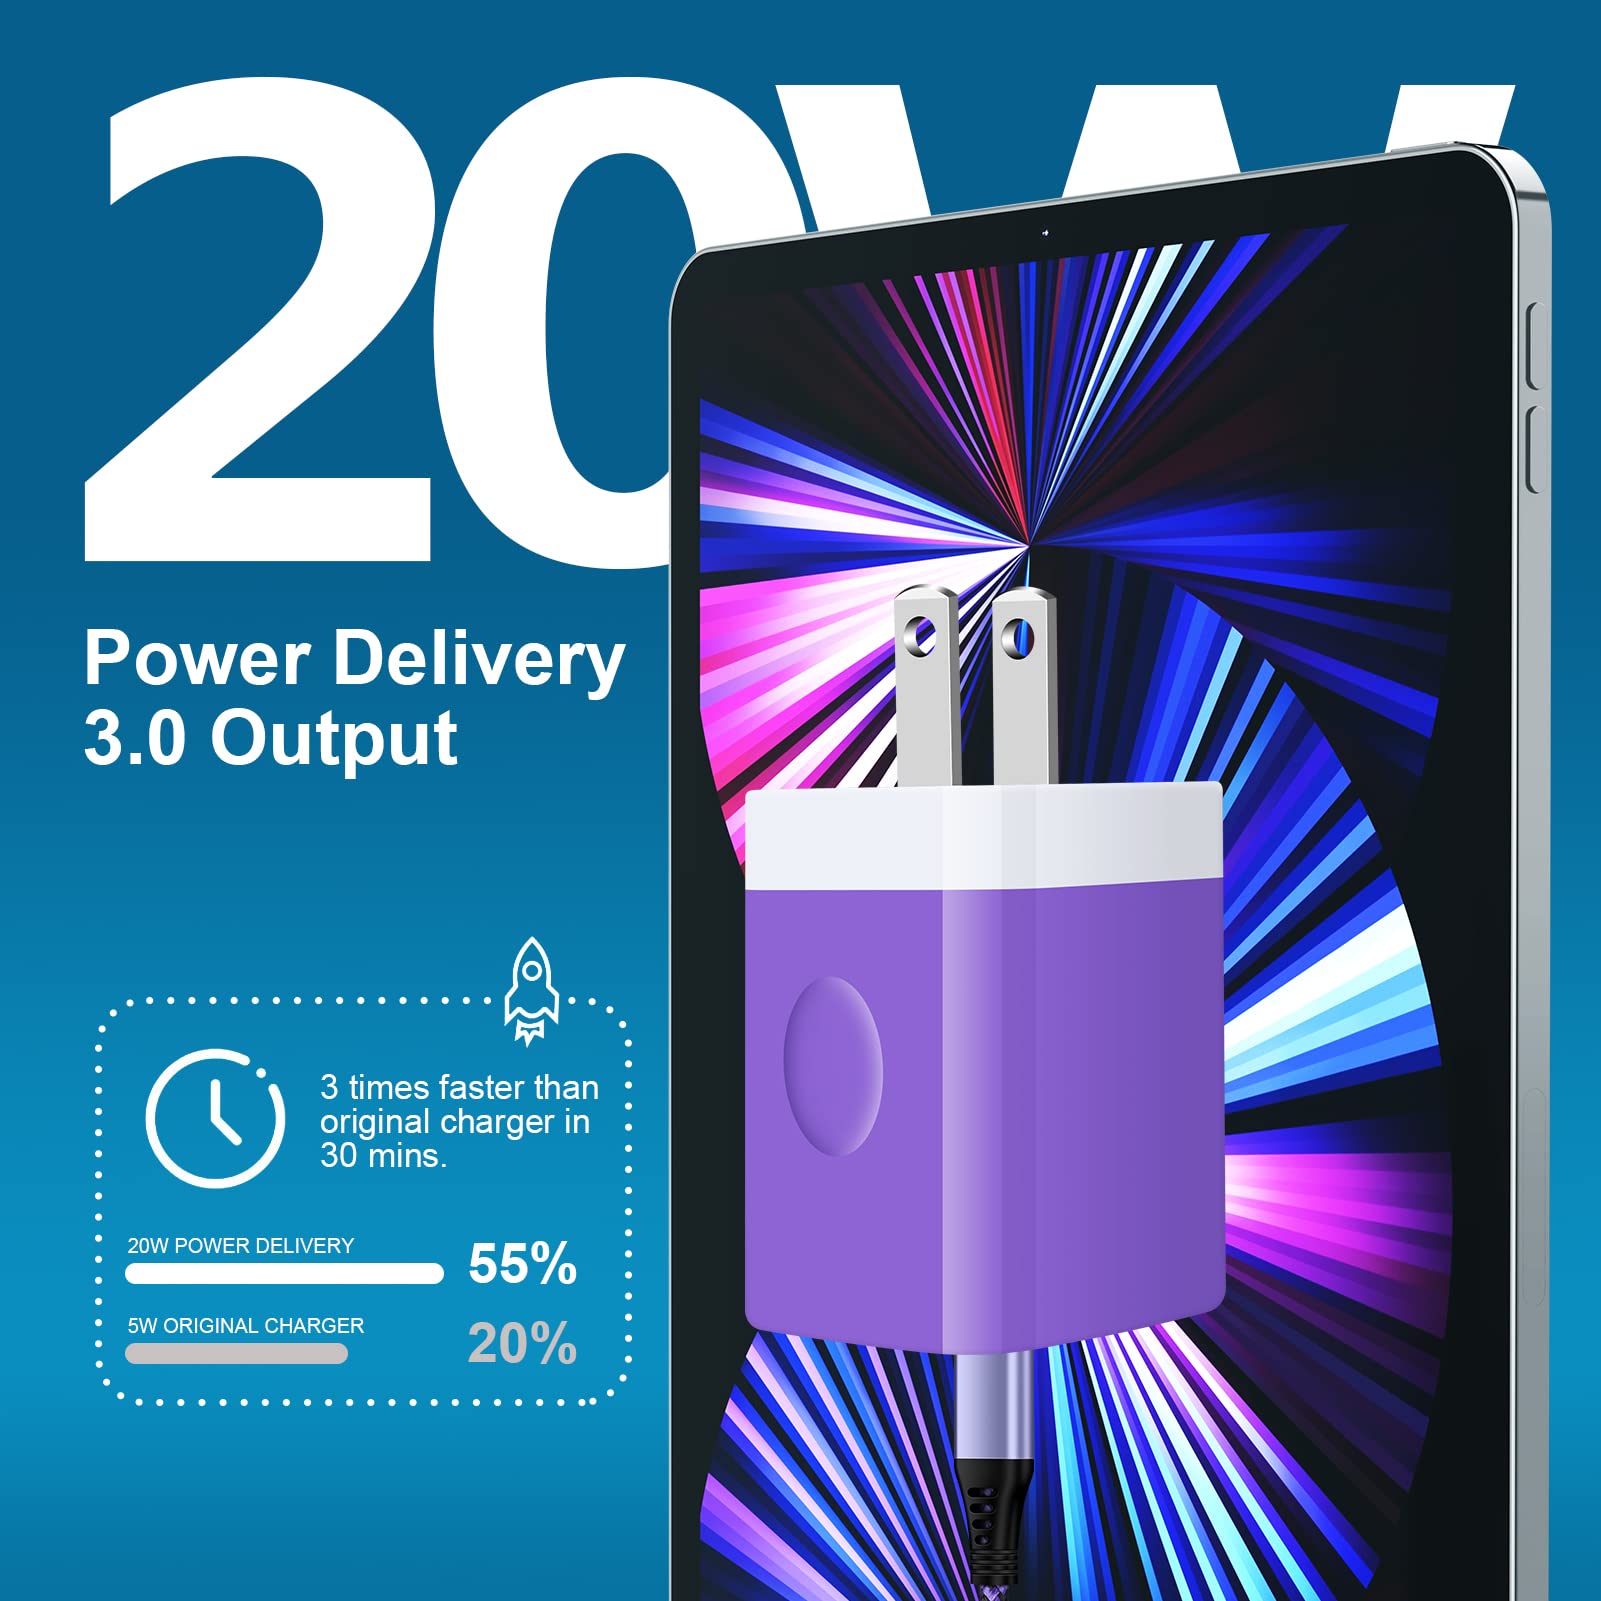 20W
Power Delivery
3.0 Output
3 times faster than
original charger in
30 mins.
20W POWER DELIVERY
55%
5W ORIGINAL CHARGER
20%